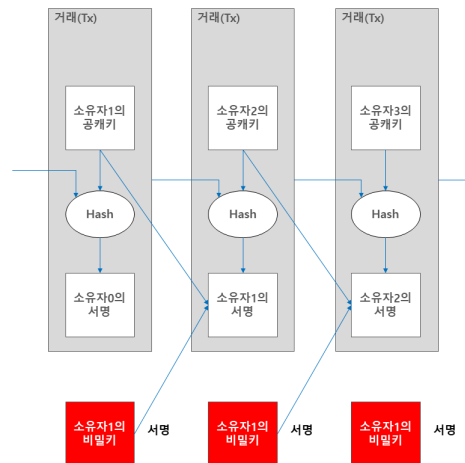 거래(Tx)
거래(Tx)
거래(Tx)
소유자1의
공캐키
소유자2의
공캐키
소유자3의
공캐키
Hash
Hash
Hash
소유자0의
서명
소유자1의
서명
소유자2의
서명
소유자1의
비밀키
서명
소유자1의
비밀키
서명
소유자1의
비밀키
서명